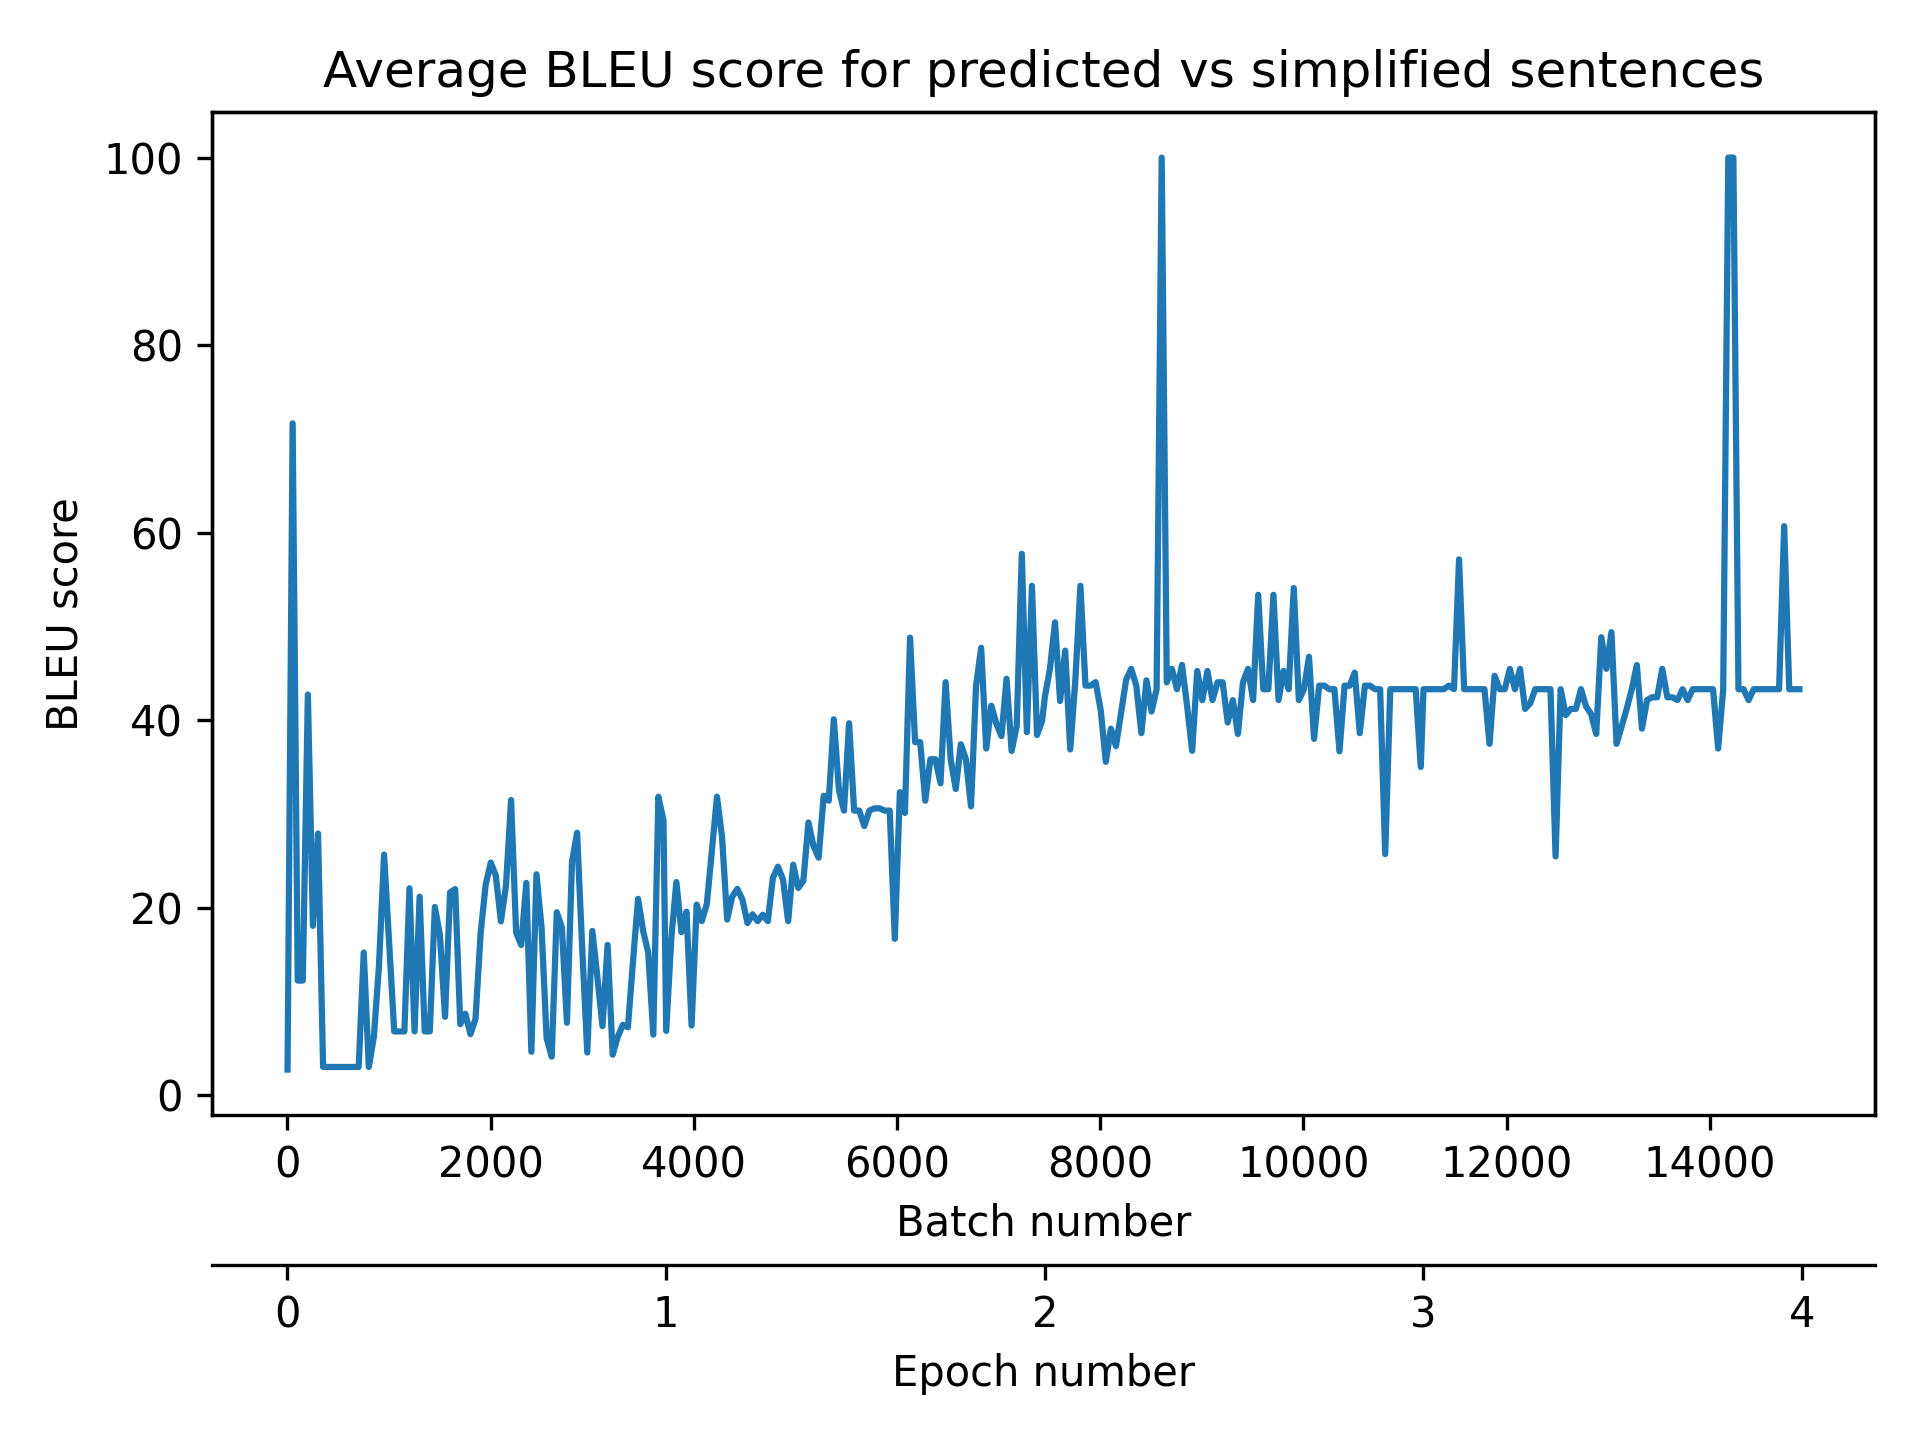 Average BLEU score for predicted vs simplified sentences
100
80
60
40
20
0
BLEU score
0 2000 4000 6000 8000 10000 12000 14000
Batch number
0 1 2 3 4
Epoch number